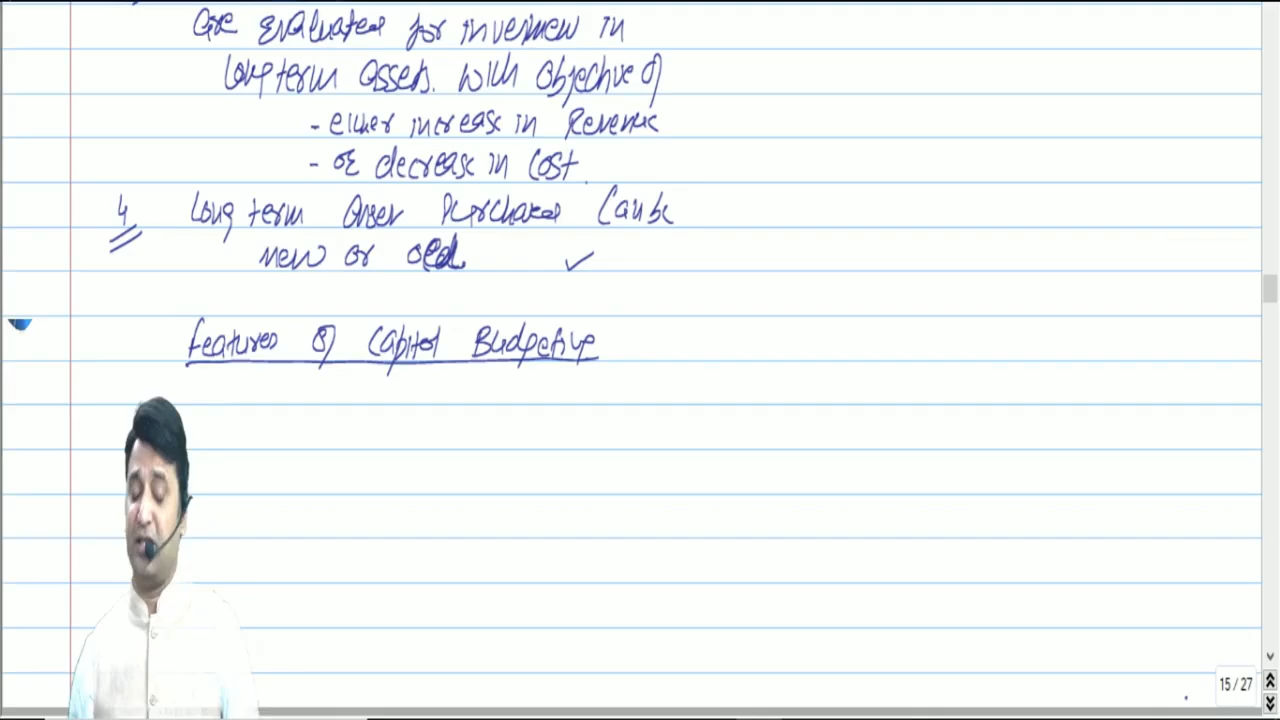 are evaluated for investment in
long term assets. with objective of
- either increase in Revenue
- or decrease in Cost.
4 Long term Asset Purchased Can be
new or old.
Features of Capital Budgeting
15 / 27